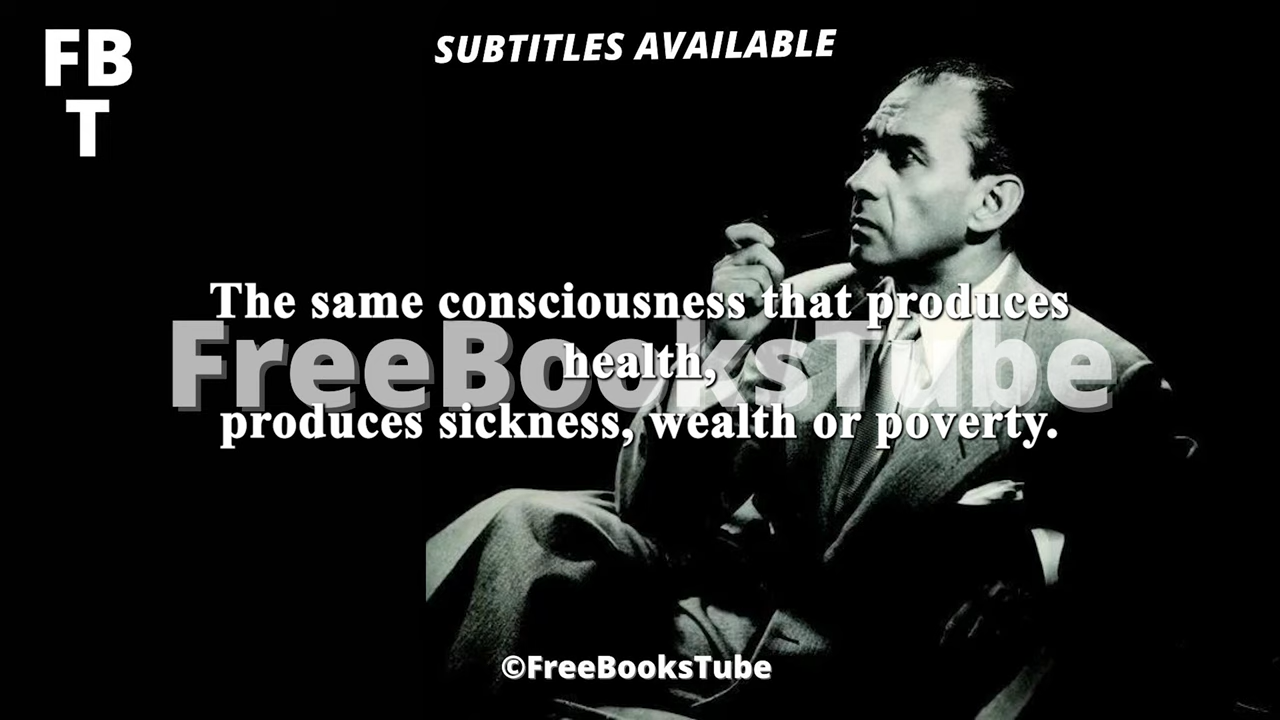 FB
T
SUBTITLES AVAILABLE
The same consciousness that produces
health,
FreeBooksTube
produces sickness, wealth or poverty.
©FreeBooksTube